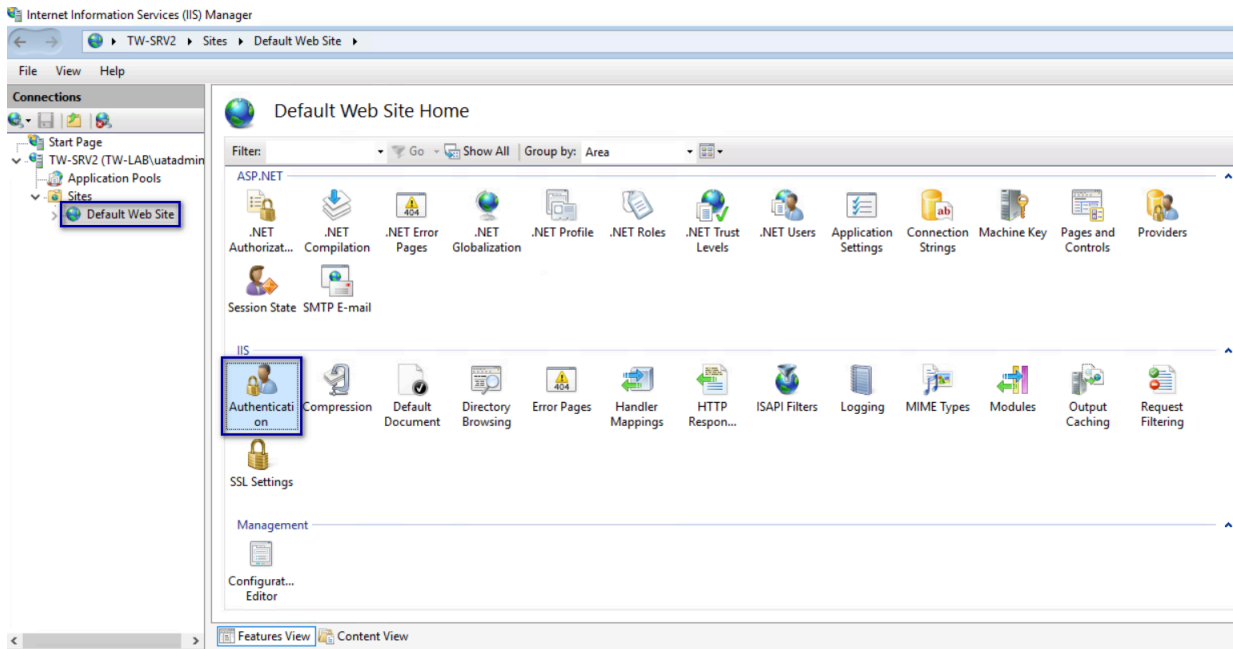 Internet Information Services (IIS) Manager
TW-SRV2 Sites Default Web Site
File View Help
Connections
Start Page
TW-SRV2 (TW-LAB\uatadmin
Application Pools
Sites
Default Web Site
Default Web Site Home
Filter: Go Show All Group by: Area
ASP.NET
.NET .NET .NET Error .NET .NET Profile .NET Roles .NET Trust .NET Users Application Connection Machine Key Pages and Providers
Authorizat... Compilation Pages Globalization Levels Settings Strings Controls
Session State SMTP E-mail
IIS
Authenticati Compression Default Directory Error Pages Handler HTTP ISAPI Filters Logging MIME Types Modules Output Request
on Document Browsing Mappings Respon... Caching Filtering
SSL Settings
Management
Configurat...
Editor
Features View Content View